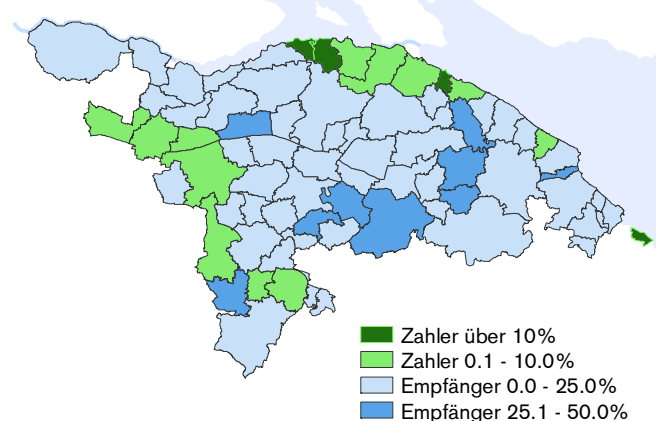 Zahler über 10%
Zahler 0.1 - 10.0%
Empfänger 0.0 - 25.0%
Empfänger 25.1 - 50.0%